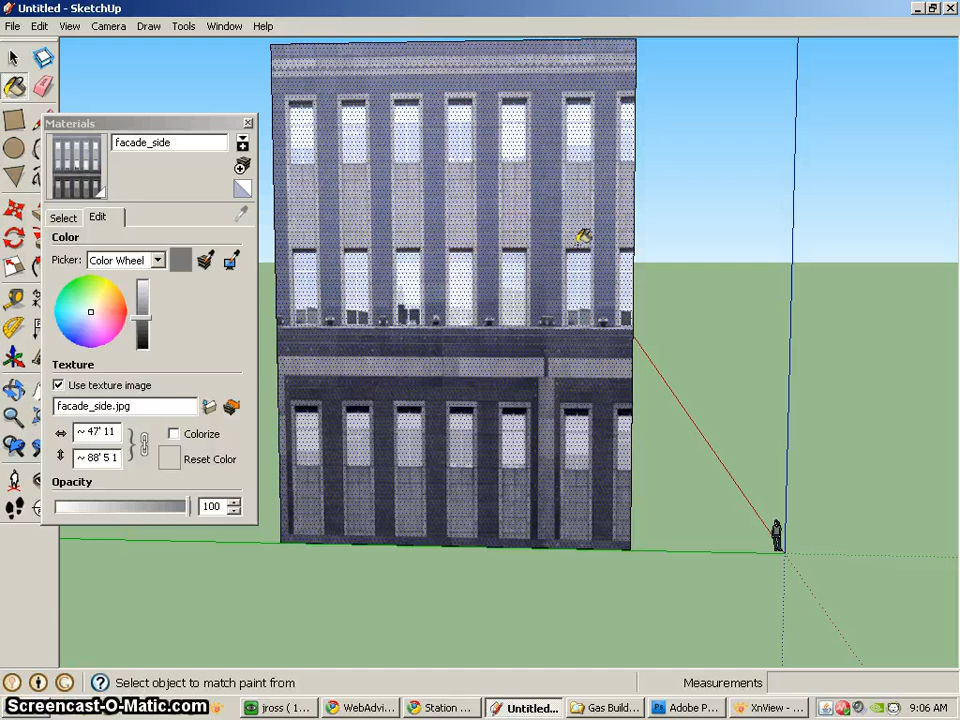 Untitled - SketchUp
File Edit View Camera Draw Tools Window Help
Materials
facade_side
Select Edit
Color
Picker: Color Wheel
Texture
Use texture image
facade_side.jpg
~ 47' 11
Colorize
~ 88' 5 1
Reset Color
Opacity
100
Select object to match paint from
Measurements
Screencast-O-Matic.com
jross ( 1...
WebAdvi...
Station ...
Untitled...
Gas Build...
Adobe P...
XnView - ...
9:06 AM